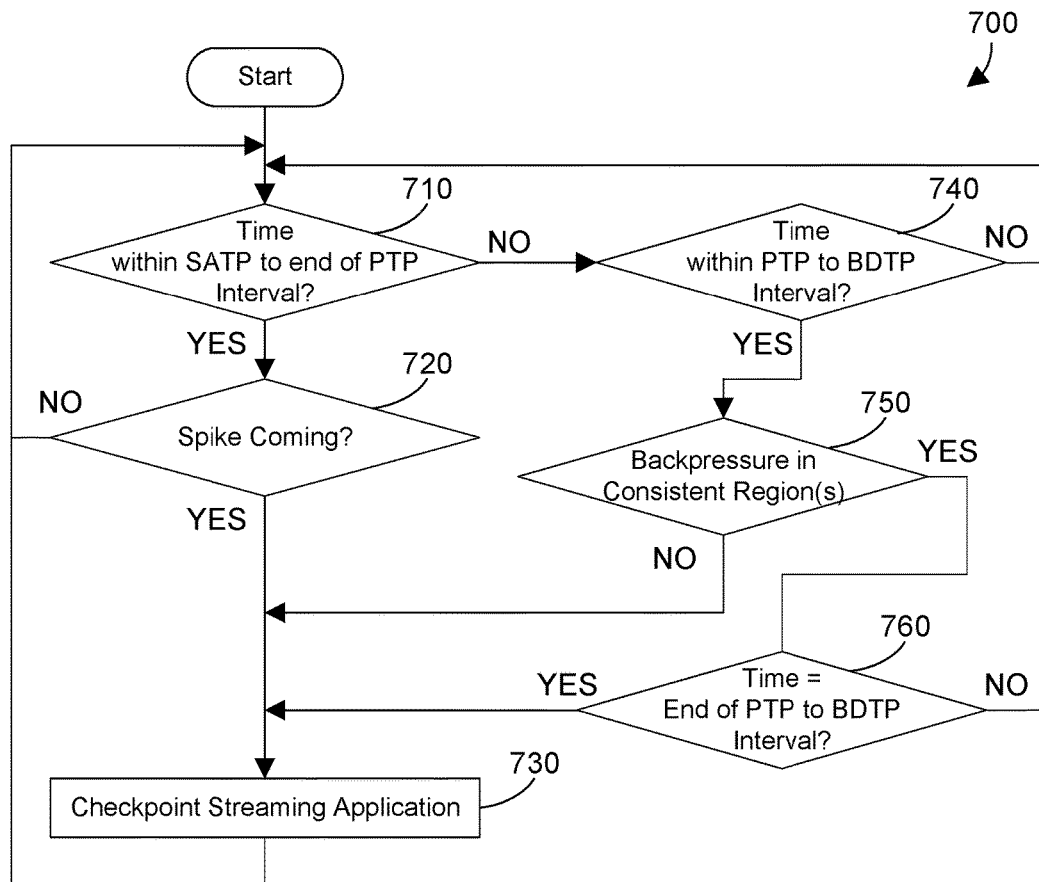 700
Start
710
Time
within SATP to end of PTP
Interval?
NO
740
Time
within PTP to BDTP
Interval?
NO
YES
YES
720
Spike Coming?
NO
750
Backpressure in
Consistent Region(s)
YES
YES
NO
760
Time =
End of PTP to BDTP
Interval?
YES
NO
730
Checkpoint Streaming Application